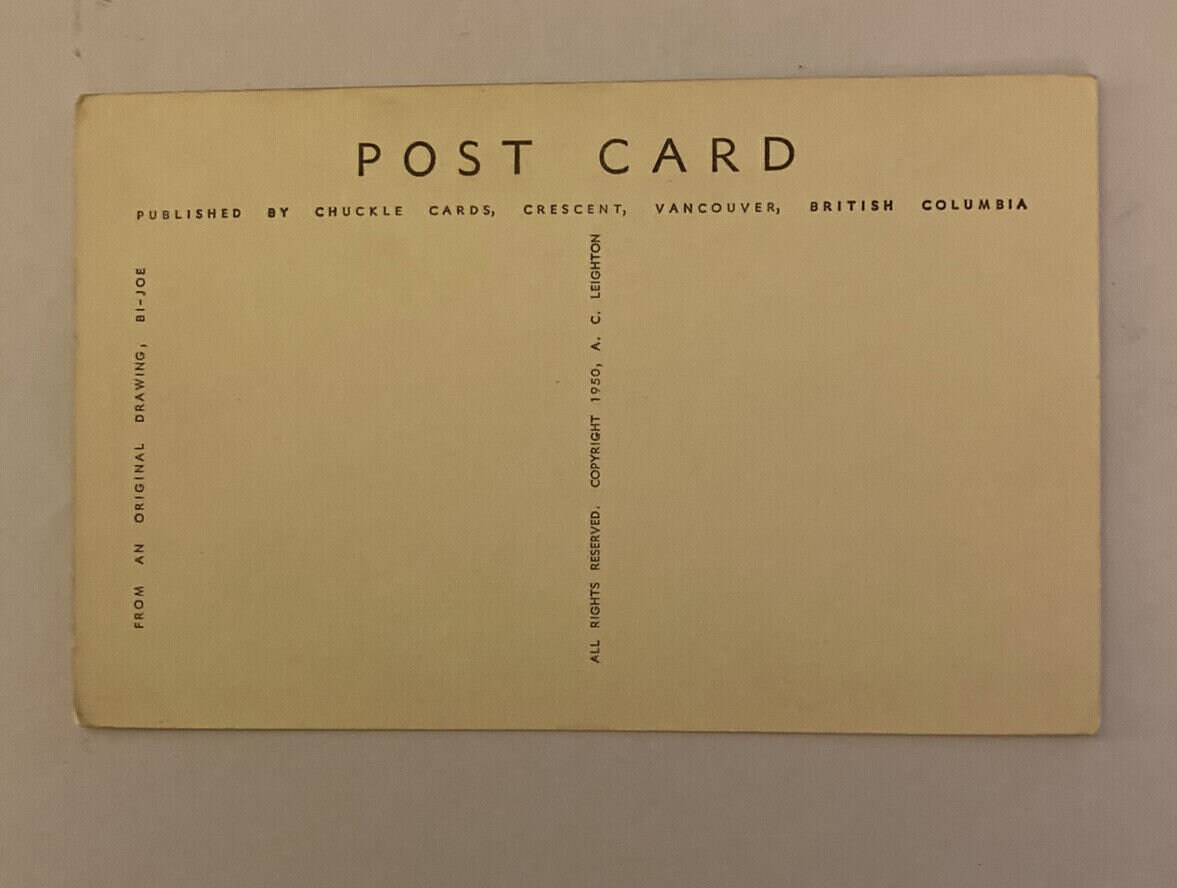 POST CARD
PUBLISHED BY CHUCKLE CARDS, CRESCENT, VANCOUVER, BRITISH COLUMBIA
FROM AN ORIGINAL DRAWING, BI-JOE
ALL RIGHTS RESERVED. COPYRIGHT 1950, A. C. LEIGHTON